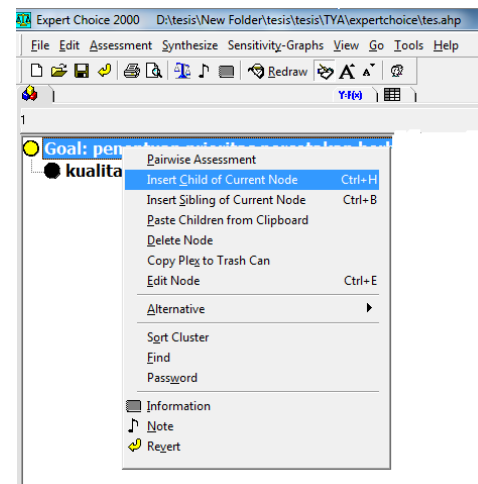 Expert Choice 2000 D:\tesis\New Folder\tesis\tesis\TYA\expertchoice\tes.ahp
File Edit Assessment Synthesize Sensitivity-Graphs View Go Tools Help
Redraw A A
Y=f(x)
1
Goal:
Pairwise Assessment
Insert Child of Current Node Ctrl+H
Insert Sibling of Current Node Ctrl+B
Paste Children from Clipboard
Delete Node
Copy Plex to Trash Can
Edit Node Ctrl+E
Alternative
Sort Cluster
Find
Password
Information
Note
Revert